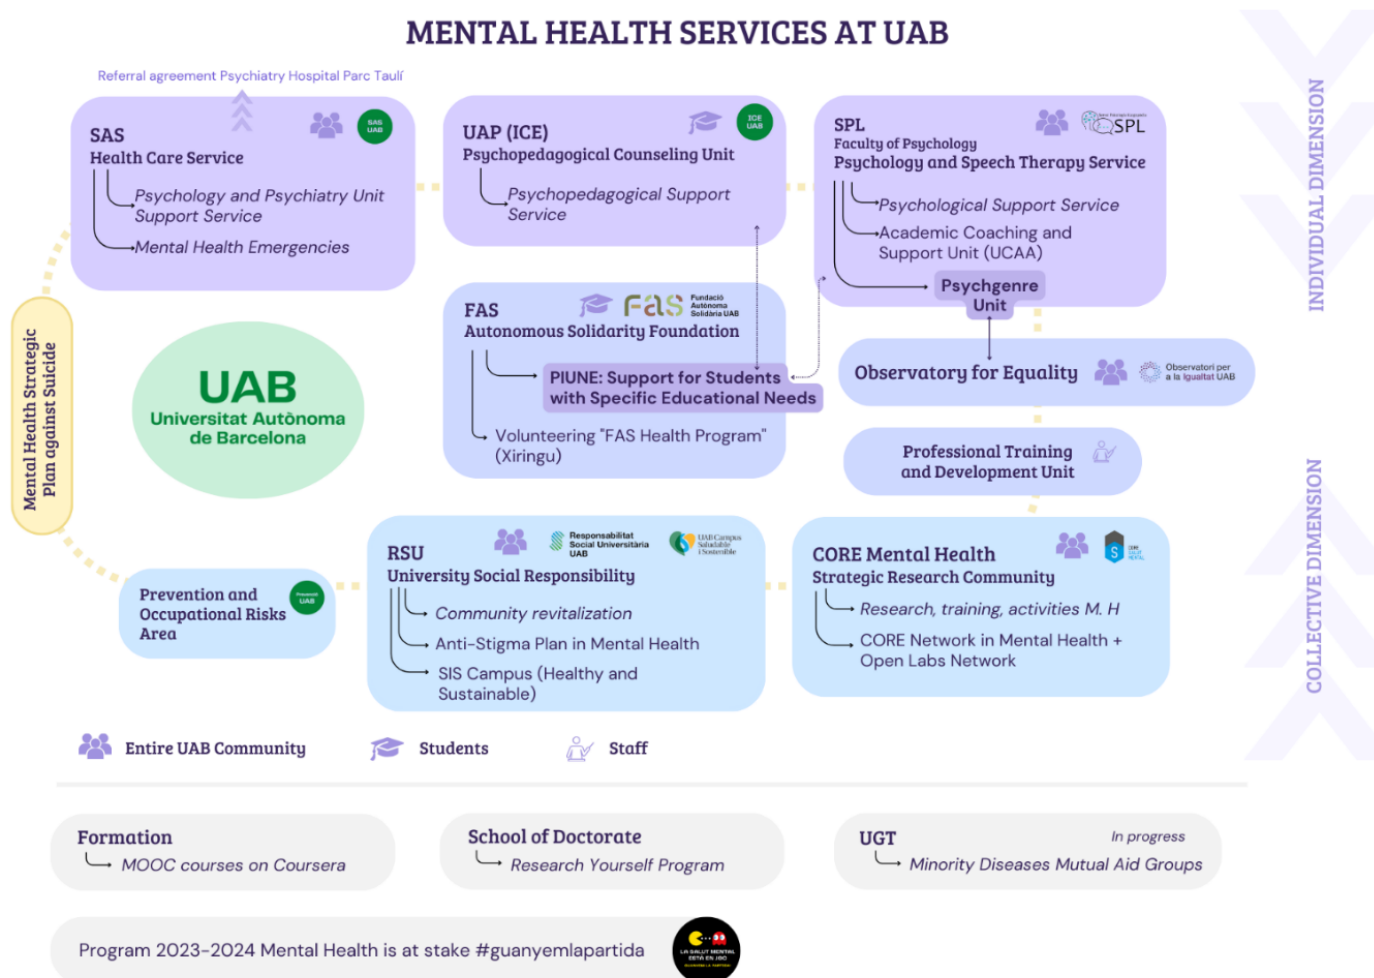 MENTAL HEALTH SERVICES AT UAB
Referral agreement Psychiatry Hospital Parc Taulí
SAS
Health Care Service
Psychology and Psychiatry Unit
Support Service
Mental Health Emergencies
SAS
UAB
UAP (ICE)
Psychopedagogical Counseling Unit
Psychopedagogical Support
Service
ICE
UAB
SPL
Faculty of Psychology
Psychology and Speech Therapy Service
Psychological Support Service
Academic Coaching and
Support Unit (UCAA)
Psychgenre
Unit
SPL
INDIVIDUAL DIMENSION
FAS
Autonomous Solidarity Foundation
fas
Fundació
Autònoma
Solidària UAB
PIUNE: Support for Students
with Specific Educational Needs
Volunteering "FAS Health Program"
(Xiringu)
Observatory for Equality
Observatori per
a la Igualtat UAB
Professional Training
and Development Unit
Mental Health Strategic
Plan against Suicide
UAB
Universitat Autònoma
de Barcelona
Prevention and
Occupational Risks
Area
Prevenció
UAB
RSU
University Social Responsibility
Responsabilitat
Social Universitària
UAB
UAB Campus
Saludable
i Sostenible
Community revitalization
Anti-Stigma Plan in Mental Health
SIS Campus (Healthy and
Sustainable)
CORE Mental Health
Strategic Research Community
CORE
SALUT
MENTAL
Research, training, activities M. H
CORE Network in Mental Health +
Open Labs Network
COLLECTIVE DIMENSION
Entire UAB Community
Students
Staff
Formation
MOOC courses on Coursera
School of Doctorate
Research Yourself Program
UGT
In progress
Minority Diseases Mutual Aid Groups
Program 2023-2024 Mental Health is at stake #guanyemlapartida
LA SALUT MENTAL
ESTÀ EN JOC